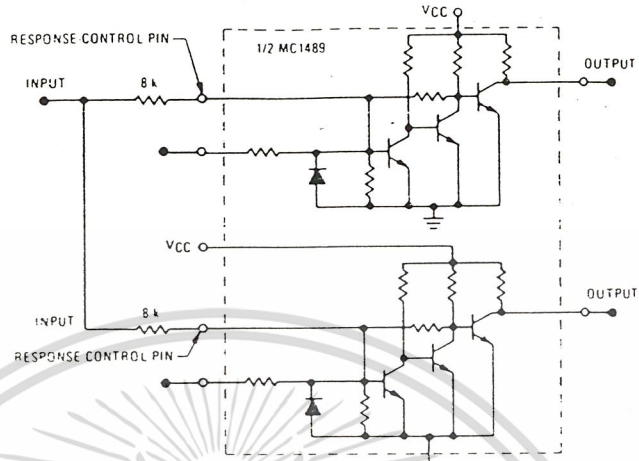 VCC
RESPONSE CONTROL PIN
1/2 MC1489
OUTPUT
INPUT
8 k
VCC
8 k
OUTPUT
INPUT
RESPONSE CONTROL PIN